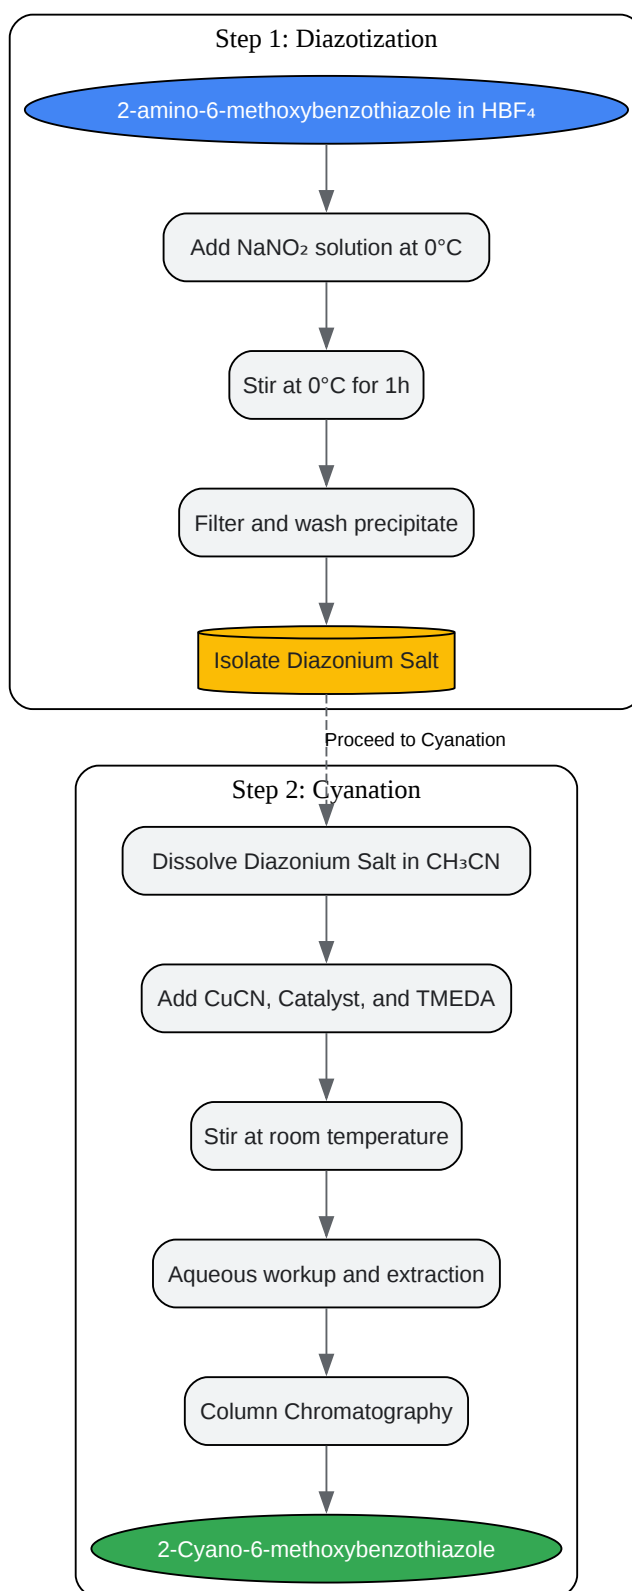 Step 1: Diazotization
2-amino-6-methoxybenzothiazole in HBF₄
Add NaNO₂ solution at 0°C
Stir at 0°C for 1h
Filter and wash precipitate
Isolate Diazonium Salt
Proceed to Cyanation
Step 2: Cyanation
Dissolve Diazonium Salt in CH₃CN
Add CuCN, Catalyst, and TMEDA
Stir at room temperature
Aqueous workup and extraction
Column Chromatography
2-Cyano-6-methoxybenzothiazole